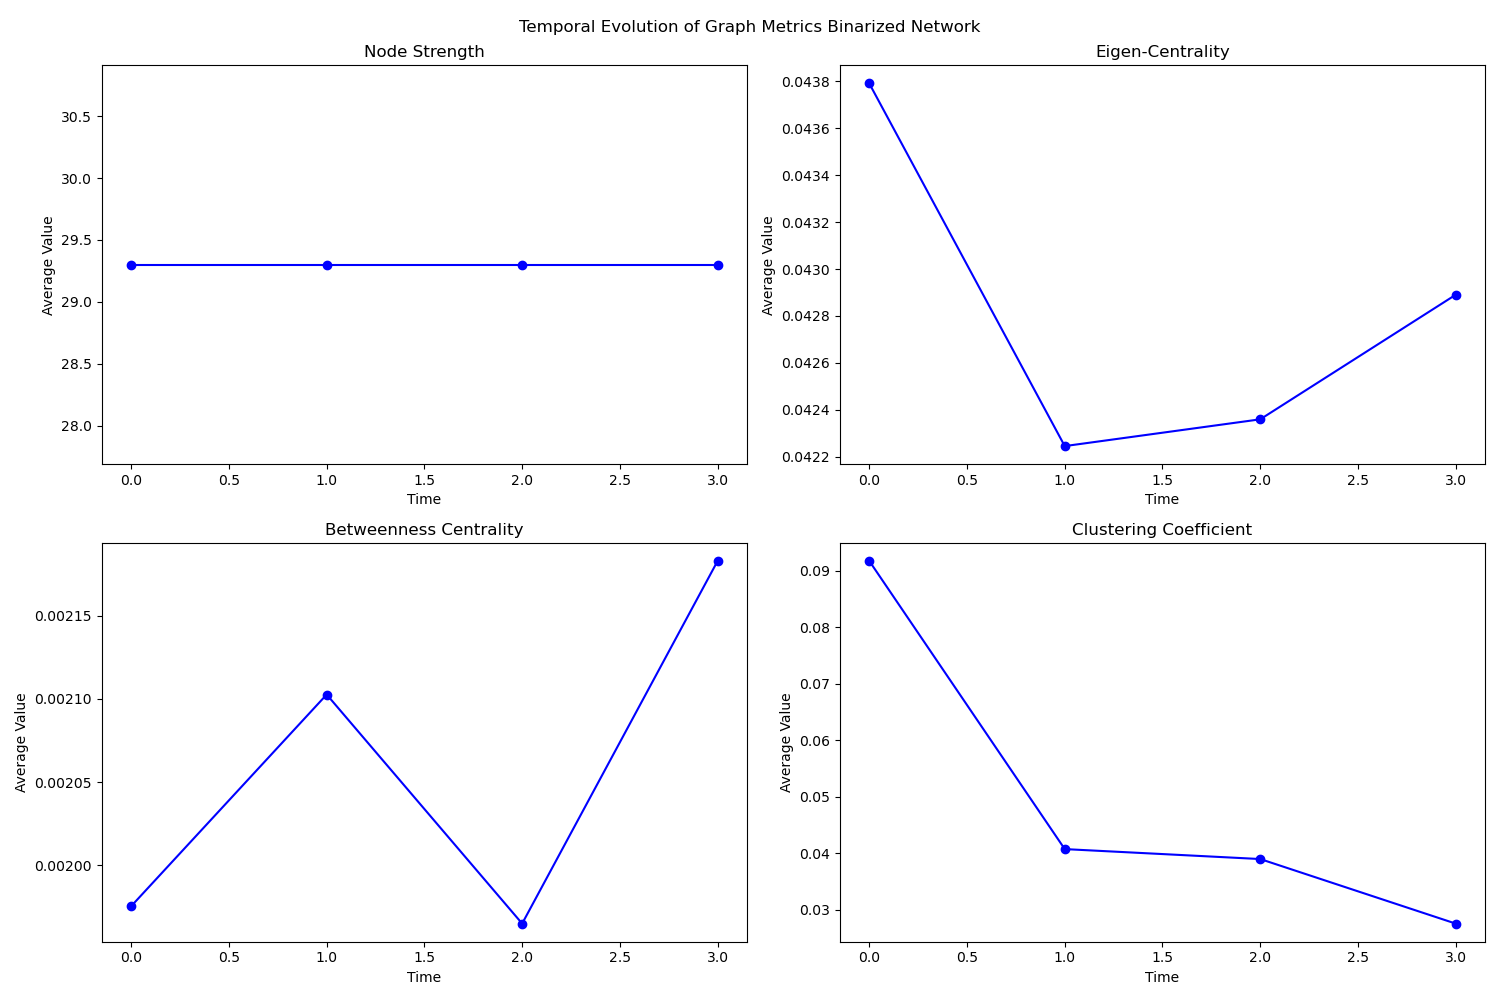 Temporal Evolution of Graph Metrics Binarized Network
Node Strength
30.5
30.0
29.5
29.0
28.5
28.0
Average Value
0.0 0.5 1.0 1.5 2.0 2.5 3.0
Time
Eigen-Centrality
0.0438
0.0436
0.0434
0.0432
0.0430
0.0428
0.0426
0.0424
0.0422
Average Value
0.0 0.5 1.0 1.5 2.0 2.5 3.0
Time
Betweenness Centrality
0.00215
0.00210
0.00205
0.00200
Average Value
0.0 0.5 1.0 1.5 2.0 2.5 3.0
Time
Clustering Coefficient
0.09
0.08
0.07
0.06
0.05
0.04
0.03
Average Value
0.0 0.5 1.0 1.5 2.0 2.5 3.0
Time